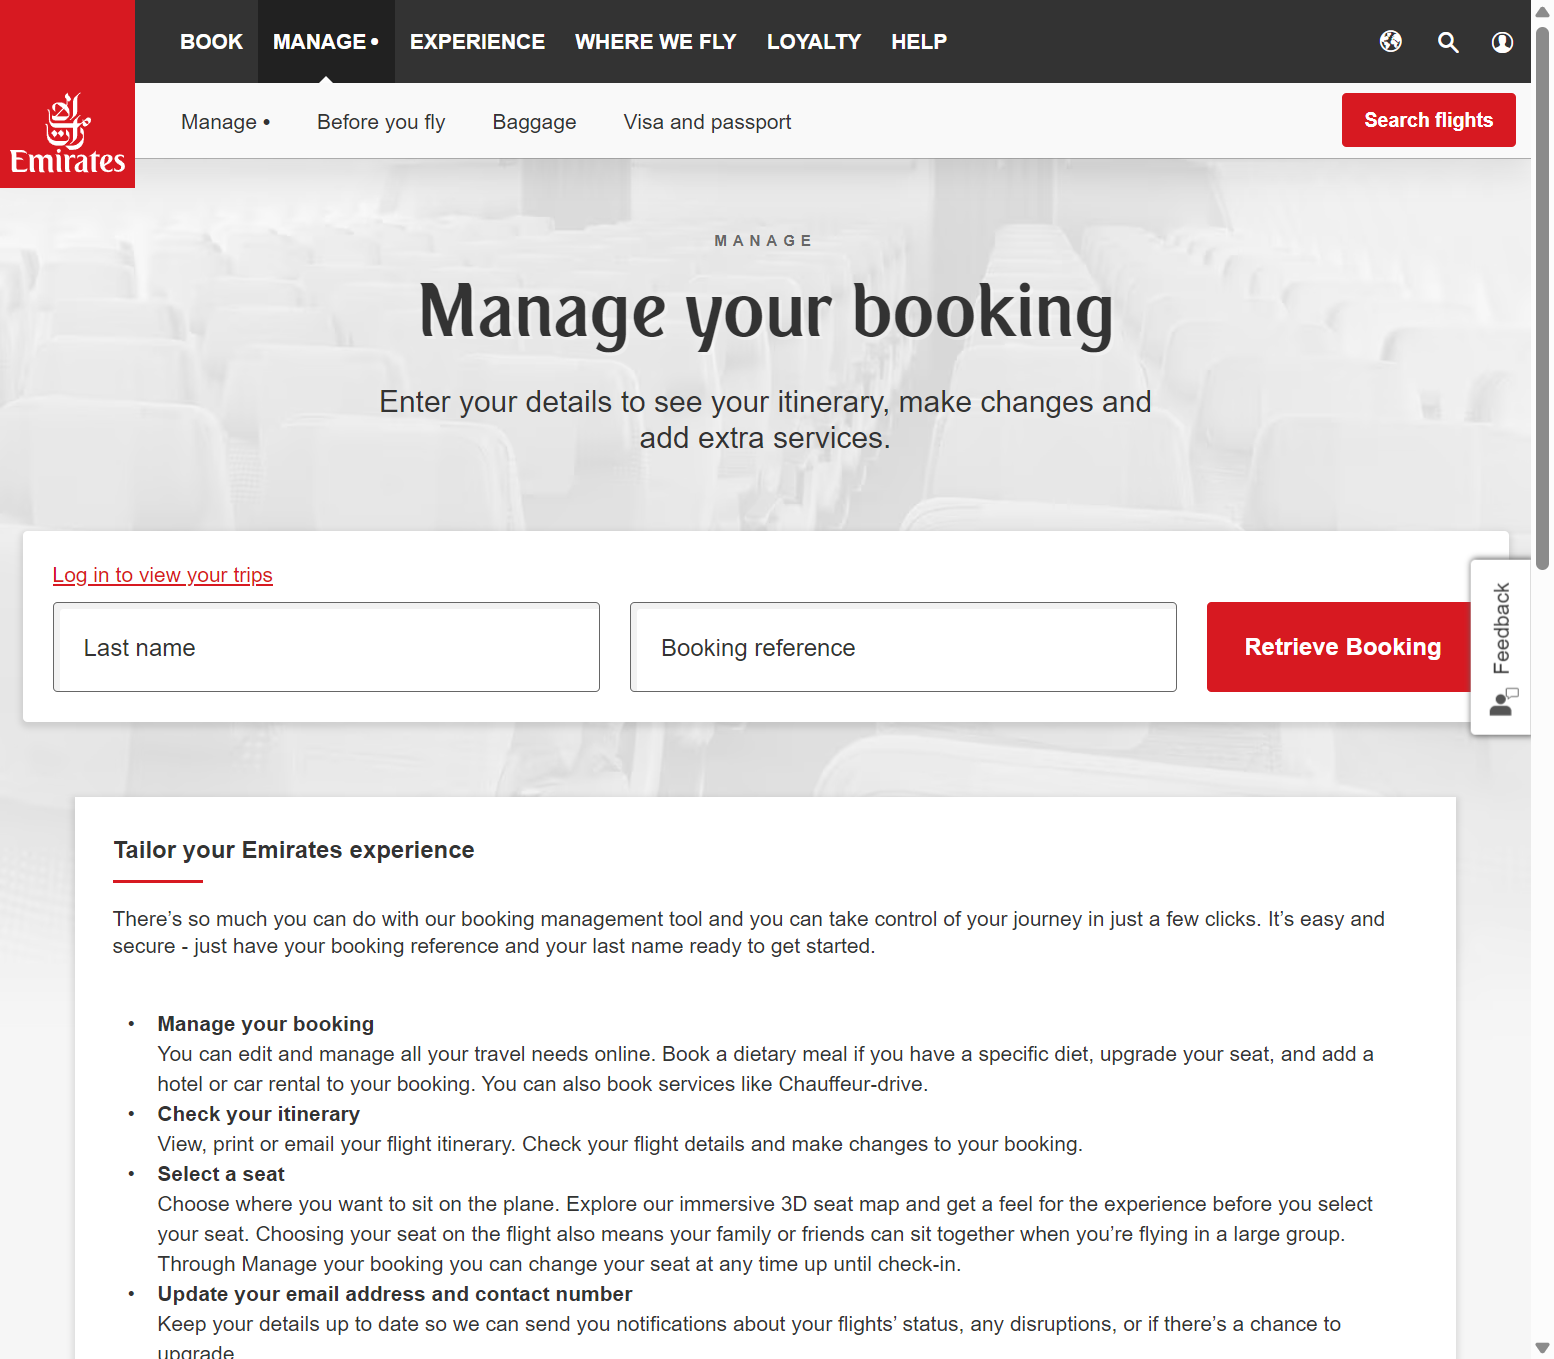 BOOK
MANAGE •
EXPERIENCE
WHERE WE FLY
LOYALTY
HELP
Emirates
Manage •
Before you fly
Baggage
Visa and passport
Search flights
MANAGE
Manage your booking
Enter your details to see your itinerary, make changes and
add extra services.
Log in to view your trips
Last name
Booking reference
Retrieve Booking
Feedback
Tailor your Emirates experience
There’s so much you can do with our booking management tool and you can take control of your journey in just a few clicks. It’s easy and
secure - just have your booking reference and your last name ready to get started.
• Manage your booking
You can edit and manage all your travel needs online. Book a dietary meal if you have a specific diet, upgrade your seat, and add a
hotel or car rental to your booking. You can also book services like Chauffeur-drive.
• Check your itinerary
View, print or email your flight itinerary. Check your flight details and make changes to your booking.
• Select a seat
Choose where you want to sit on the plane. Explore our immersive 3D seat map and get a feel for the experience before you select
your seat. Choosing your seat on the flight also means your family or friends can sit together when you’re flying in a large group.
Through Manage your booking you can change your seat at any time up until check-in.
• Update your email address and contact number
Keep your details up to date so we can send you notifications about your flights’ status, any disruptions, or if there’s a chance to
upgrade.